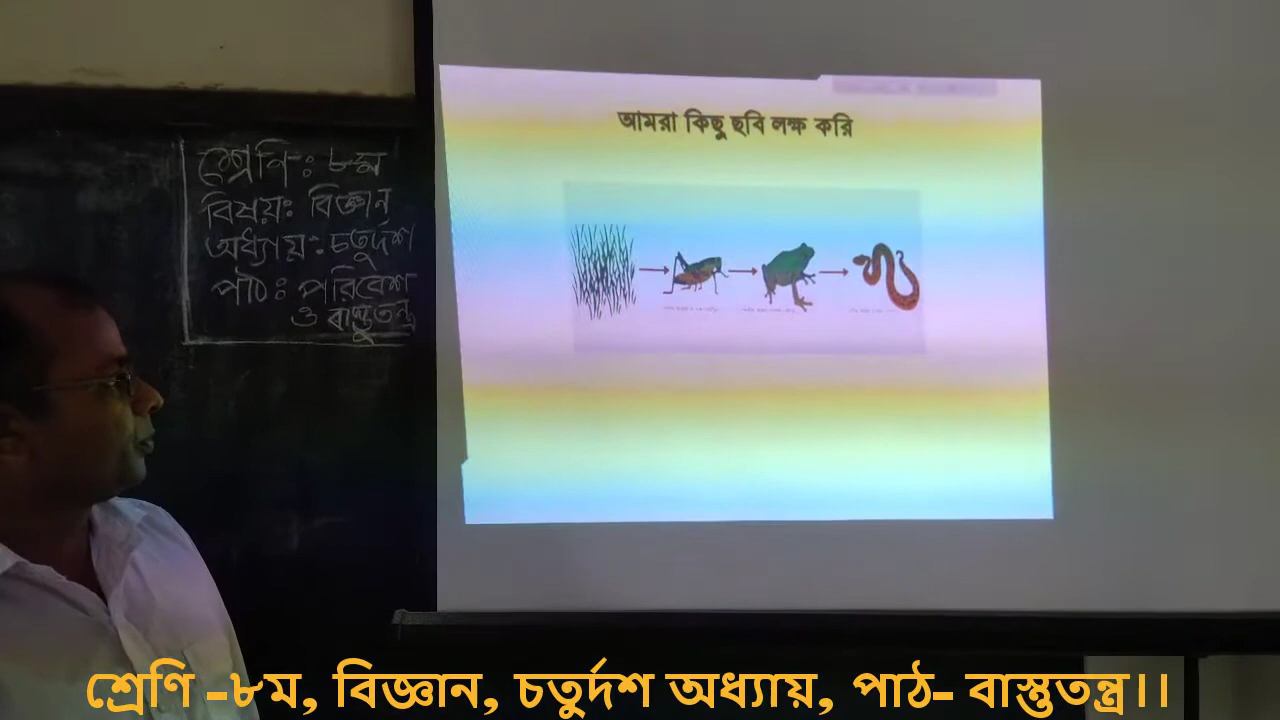 শ্রেণি : ৮ম
বিষয়ঃ বিজ্ঞান
অধ্যায় : চতুর্দশ
পাঠ : পরিবেশ
ও বাস্তুতন্ত্র
আমরা কিছু ছবি লক্ষ করি
শ্রেণি -৮ম, বিজ্ঞান, চতুর্দশ অধ্যায়, পাঠ- বাস্তুতন্ত্র।।